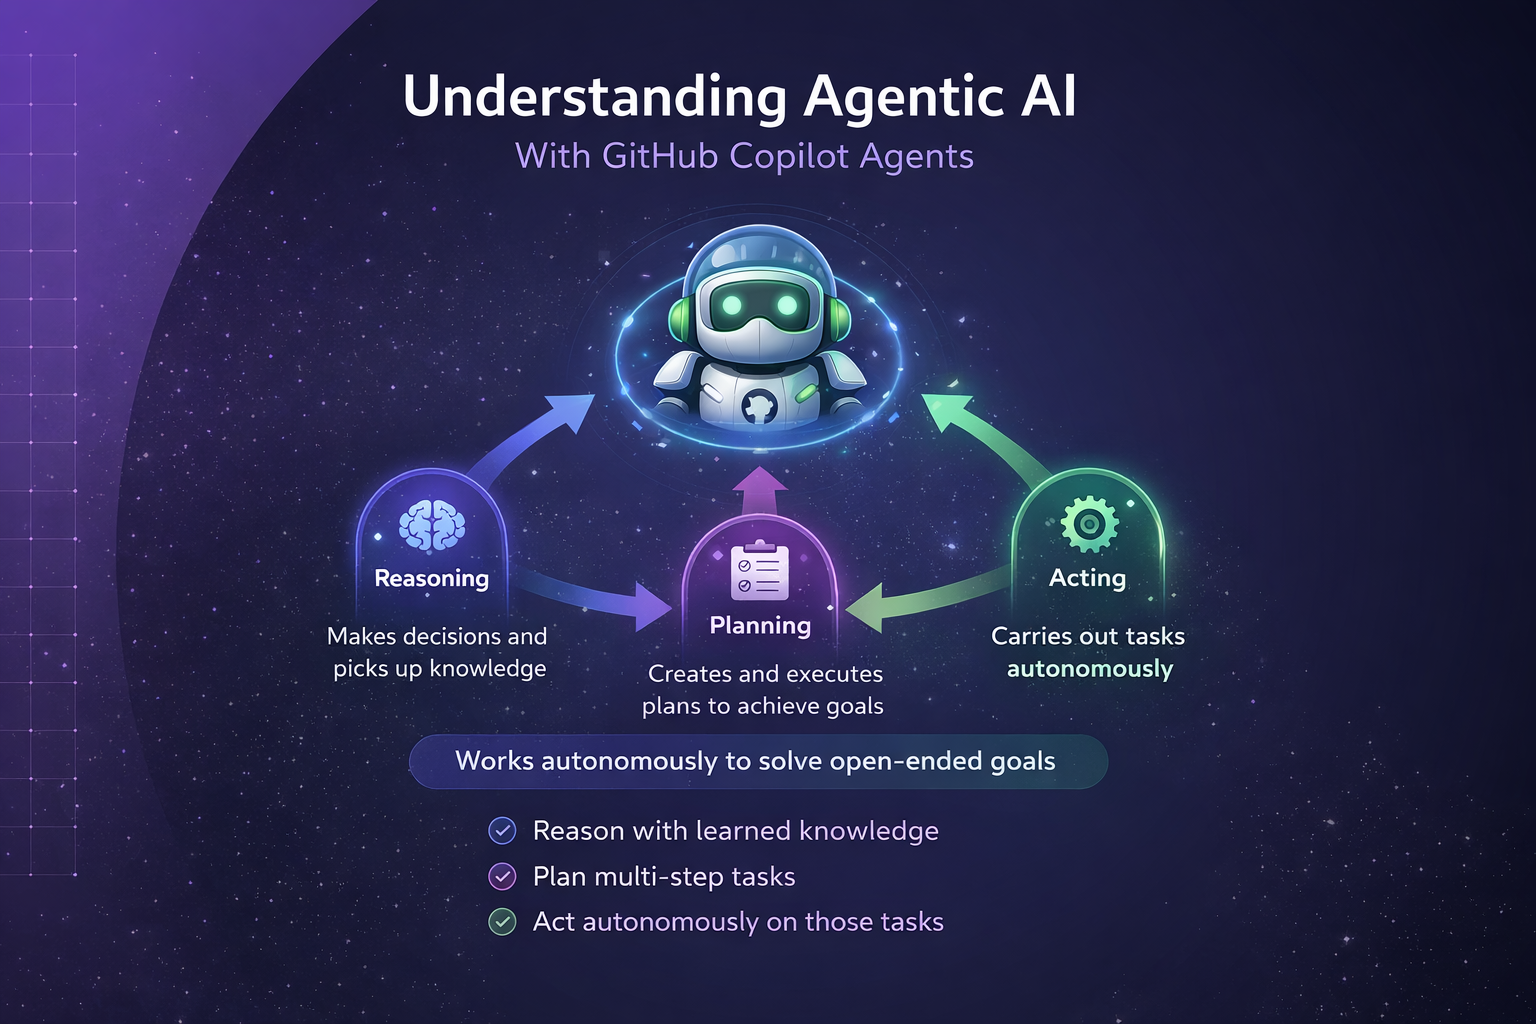 Understanding Agentic AI
With GitHub Copilot Agents
Reasoning
Makes decisions and
picks up knowledge
Planning
Creates and executes
plans to achieve goals
Acting
Carries out tasks
autonomously
Works autonomously to solve open-ended goals
Reason with learned knowledge
Plan multi-step tasks
Act autonomously on those tasks